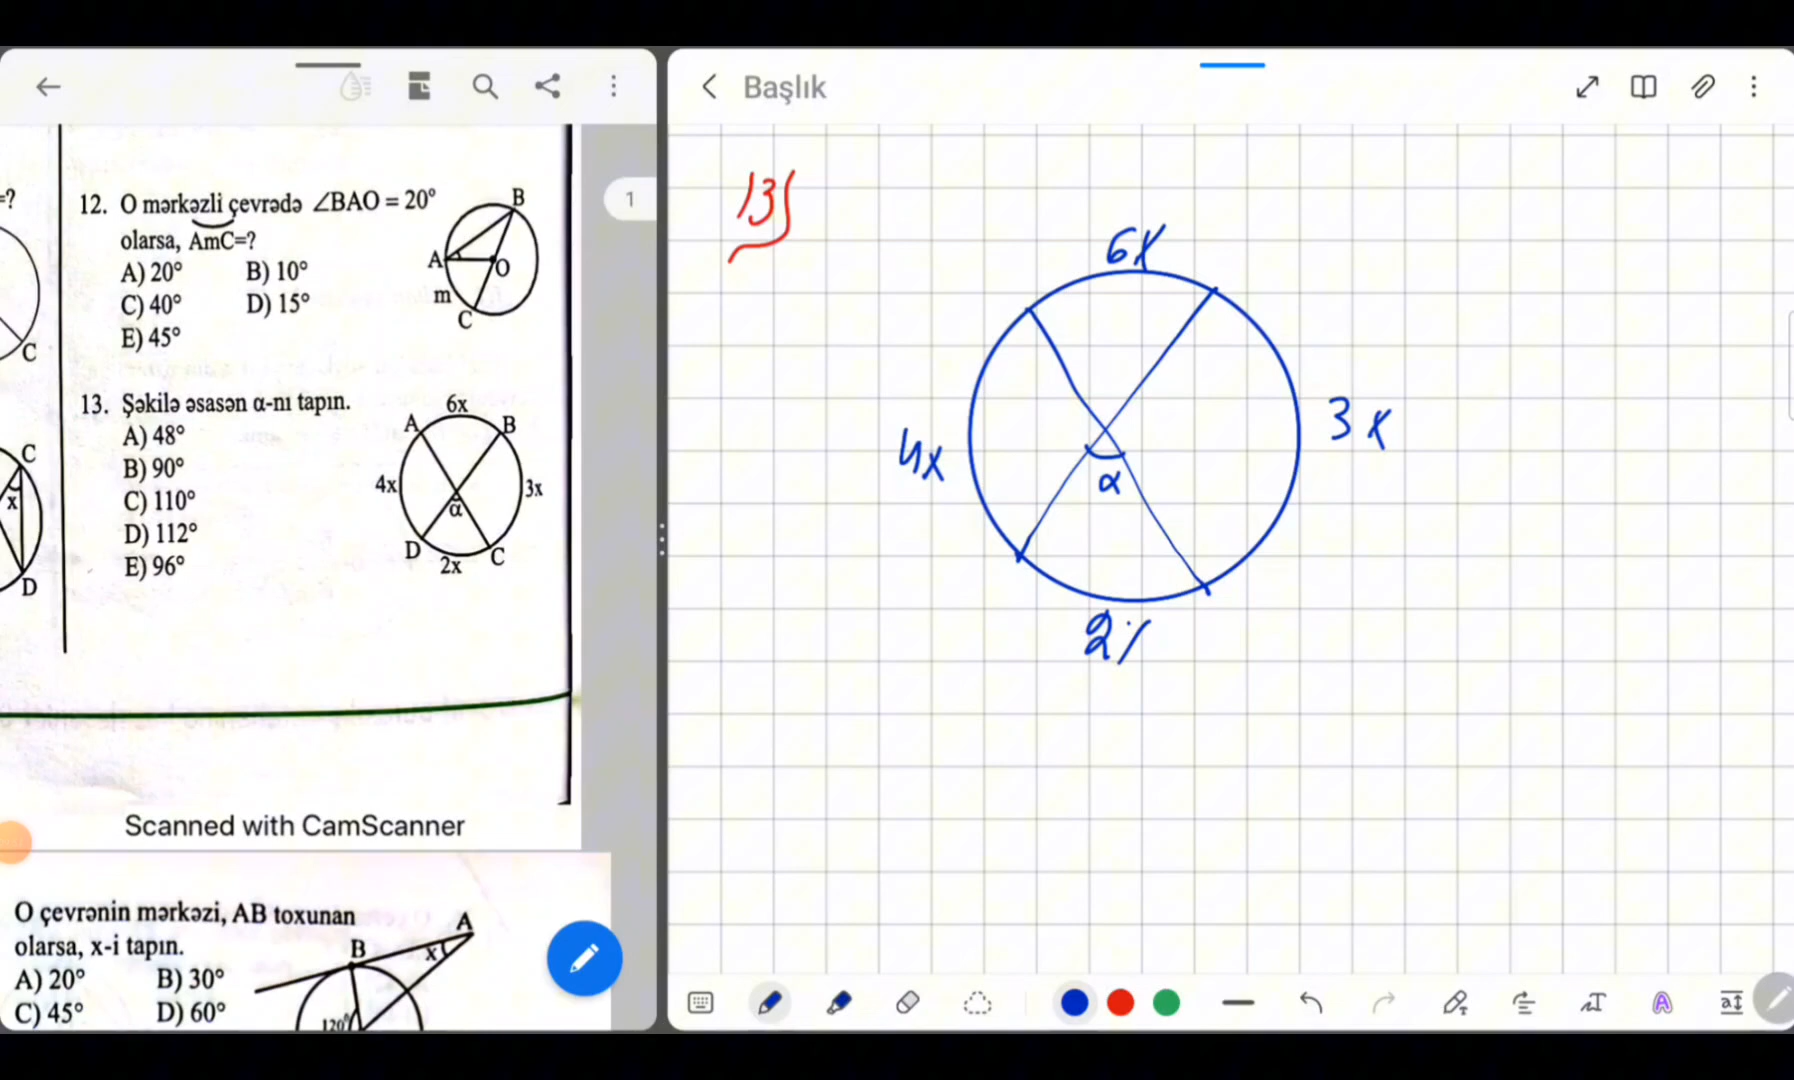 Başlık
=?
C
C
x
D
12. O mərkəzli çevrədə ∠BAO = 20°
olarsa, AmC=?
A) 20° B) 10°
C) 40° D) 15°
E) 45°
B
A
O
m
C
1
13. Şəkilə əsasən α-nı tapın.
A) 48°
B) 90°
C) 110°
D) 112°
E) 96°
6x
A B
4x 3x
α
D C
2x
Scanned with CamScanner
O çevrənin mərkəzi, AB toxunan
olarsa, x-i tapın.
A) 20° B) 30°
C) 45° D) 60°
A
B x
120°
13
6x
4x 3x
α
2x